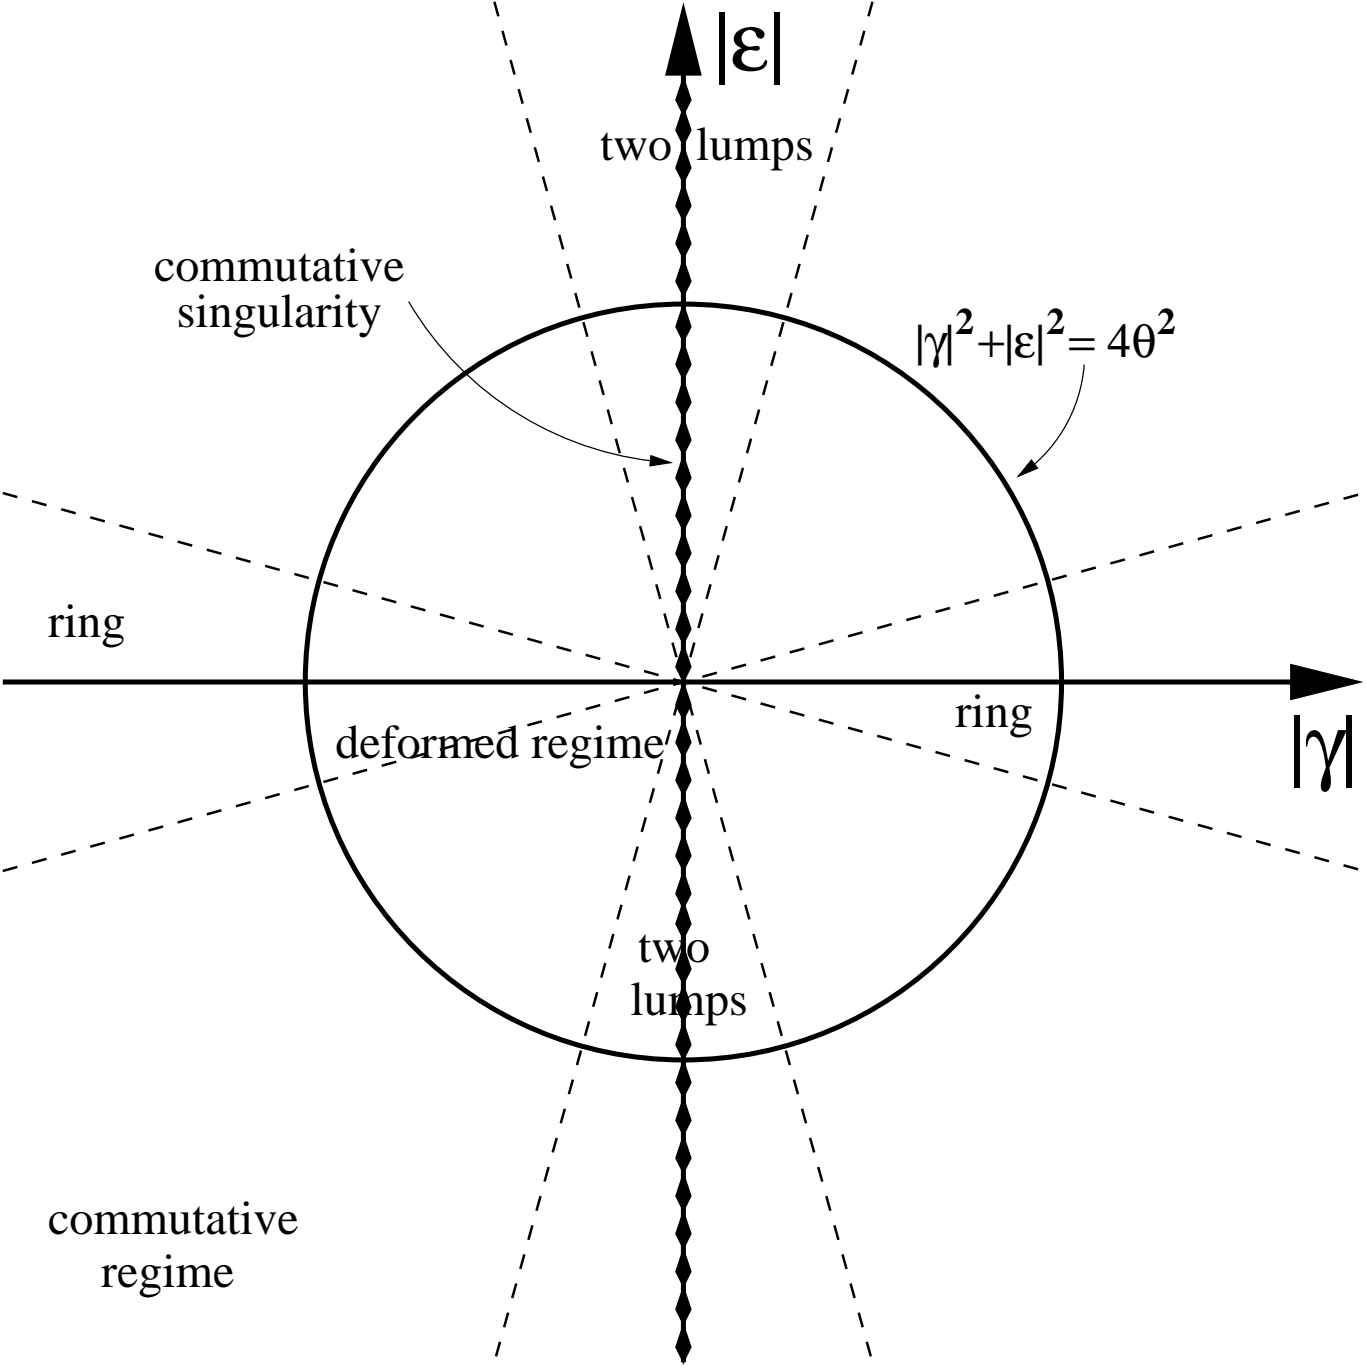 |ε|
two lumps
commutative
singularity
|γ|²+|ε|²= 4θ²
ring
ring
|γ|
deformed regime
two
lumps
commutative
regime